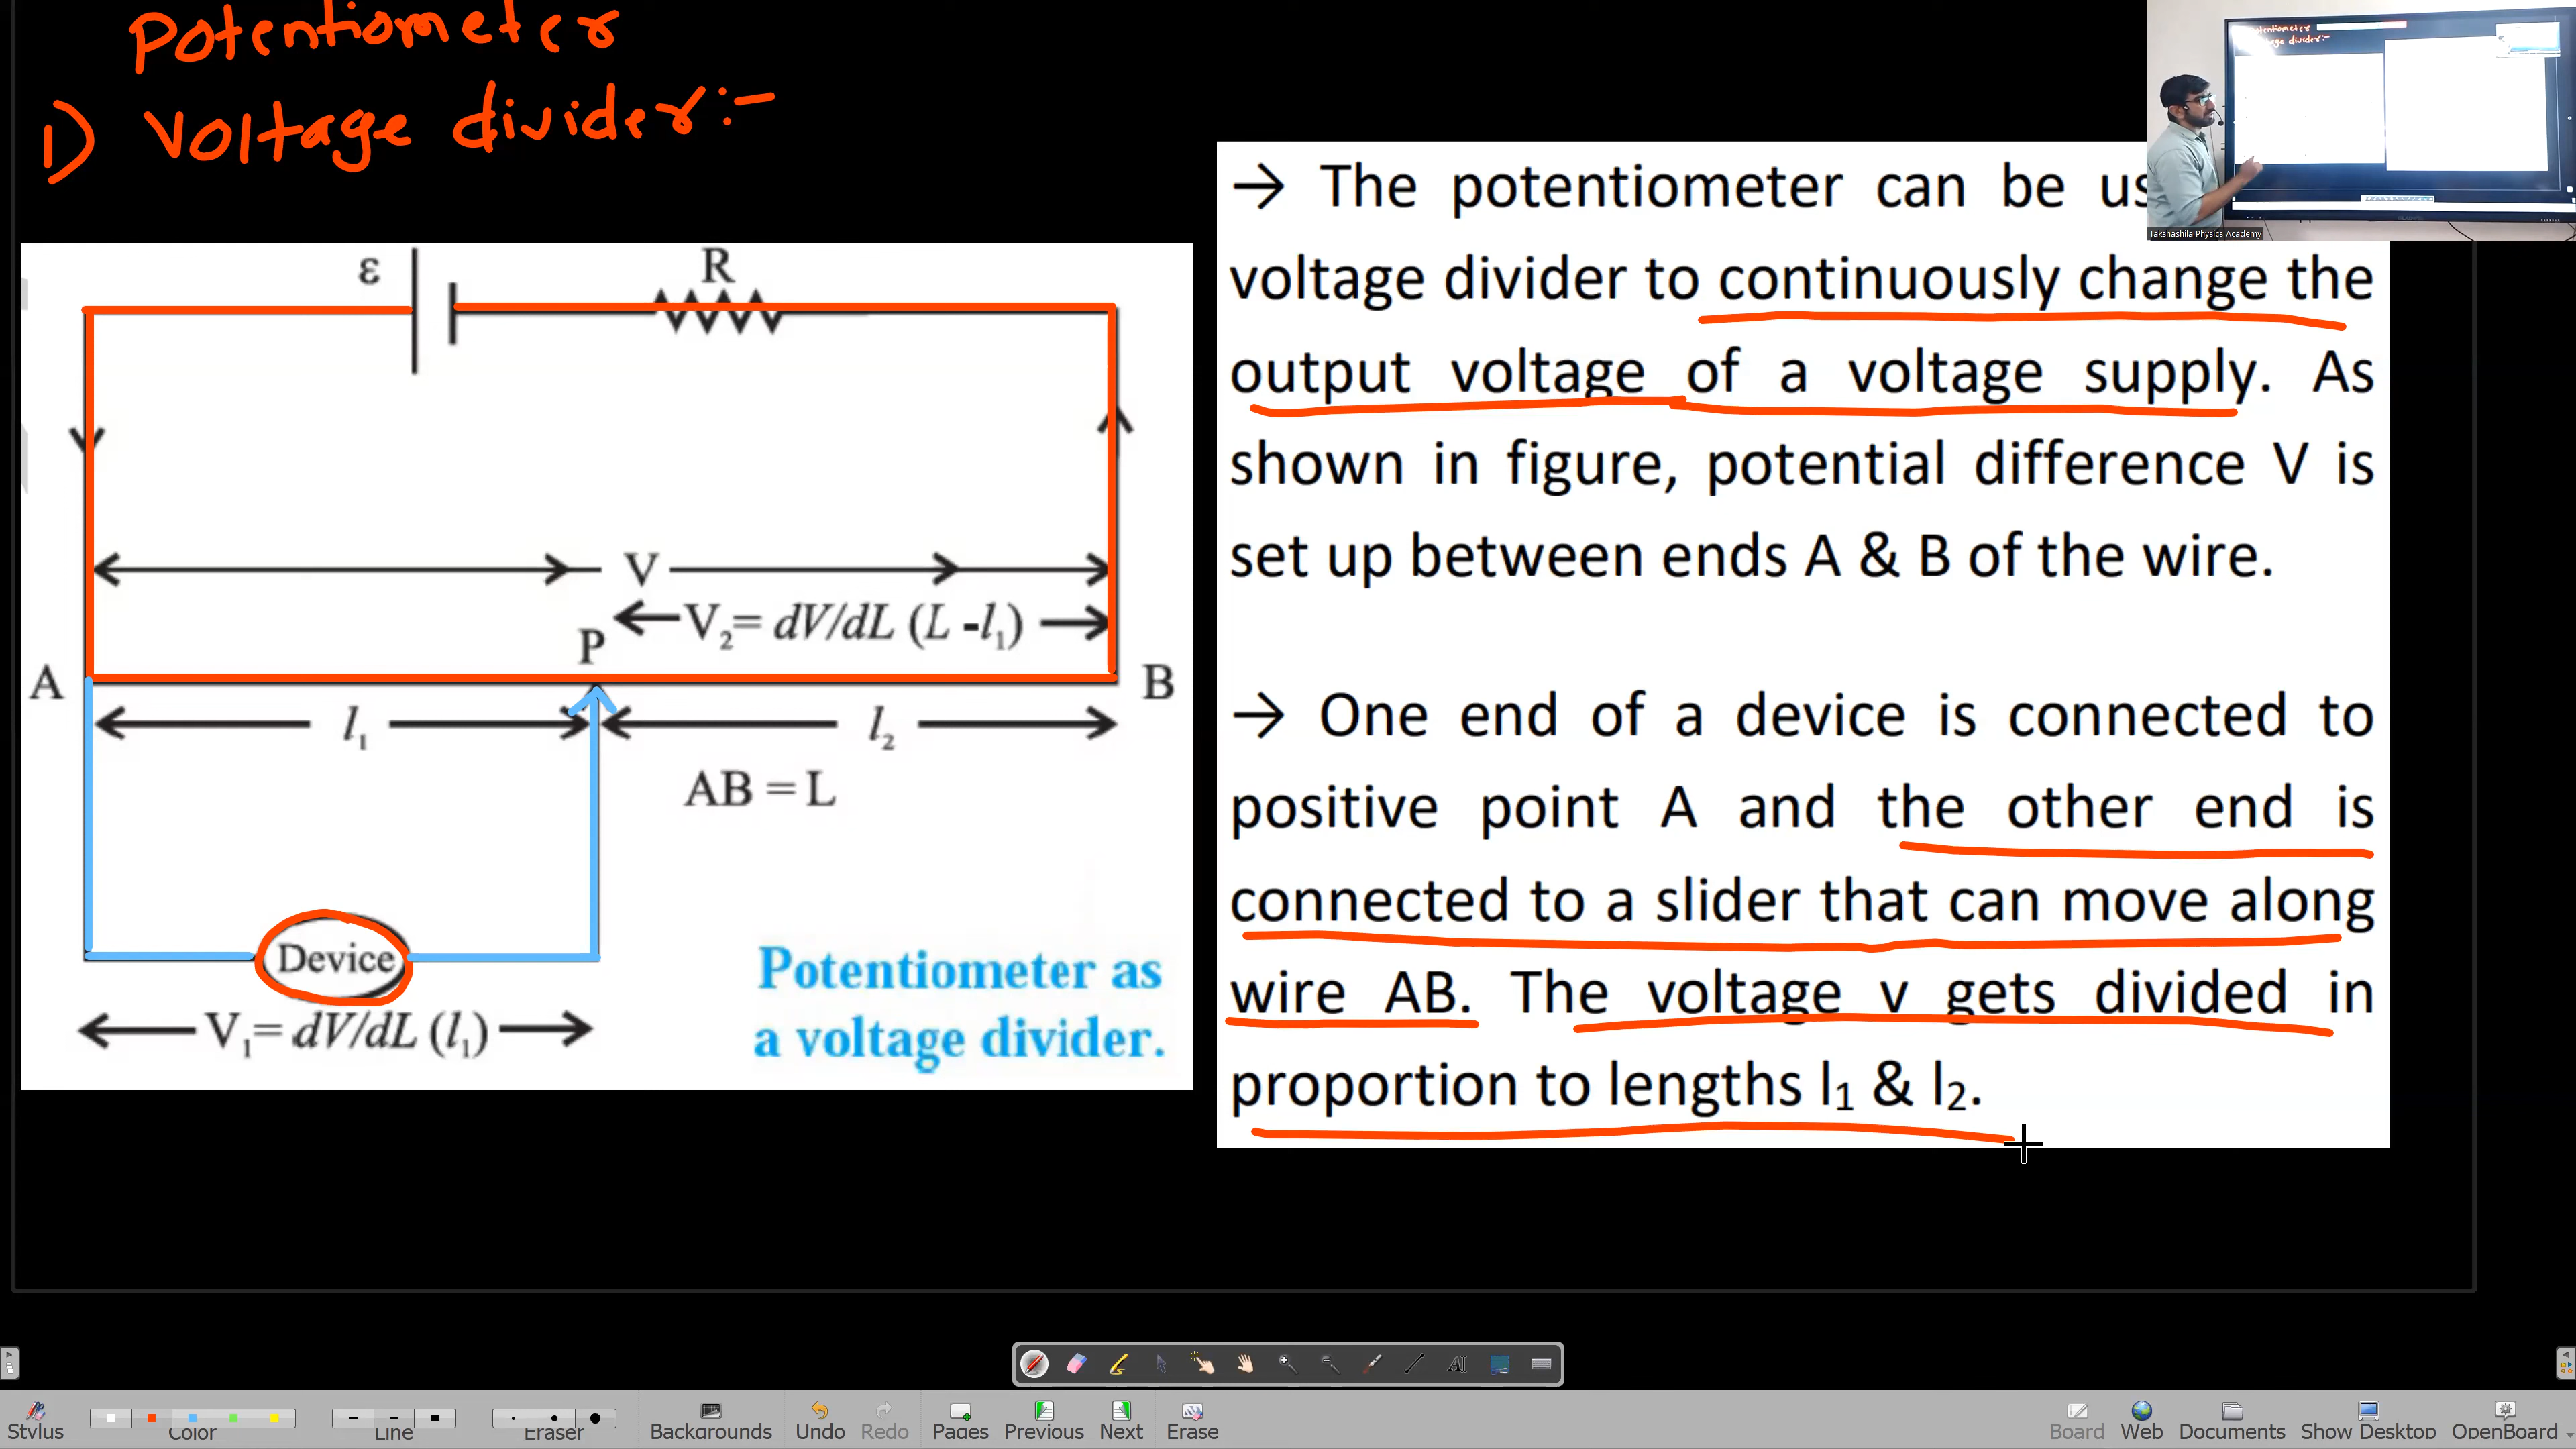 Potentiometer
1) Voltage divider:-
ε
R
V
V₂= dV/dL (L -l₁)
P
A
B
l₁
l₂
AB = L
Device
V₁= dV/dL (l₁)
Potentiometer as
a voltage divider.
→ The potentiometer can be us
voltage divider to continuously change the
output voltage of a voltage supply. As
shown in figure, potential difference V is
set up between ends A & B of the wire.
→ One end of a device is connected to
positive point A and the other end is
connected to a slider that can move along
wire AB. The voltage v gets divided in
proportion to lengths l₁ & l₂.
Potentiometer
voltage divider:-
Takshashila Physics Academy
Stylus
Color
Line
Eraser
Backgrounds
Undo
Redo
Pages
Previous
Next
Erase
Board
Web
Documents
Show Desktop
OpenBoard